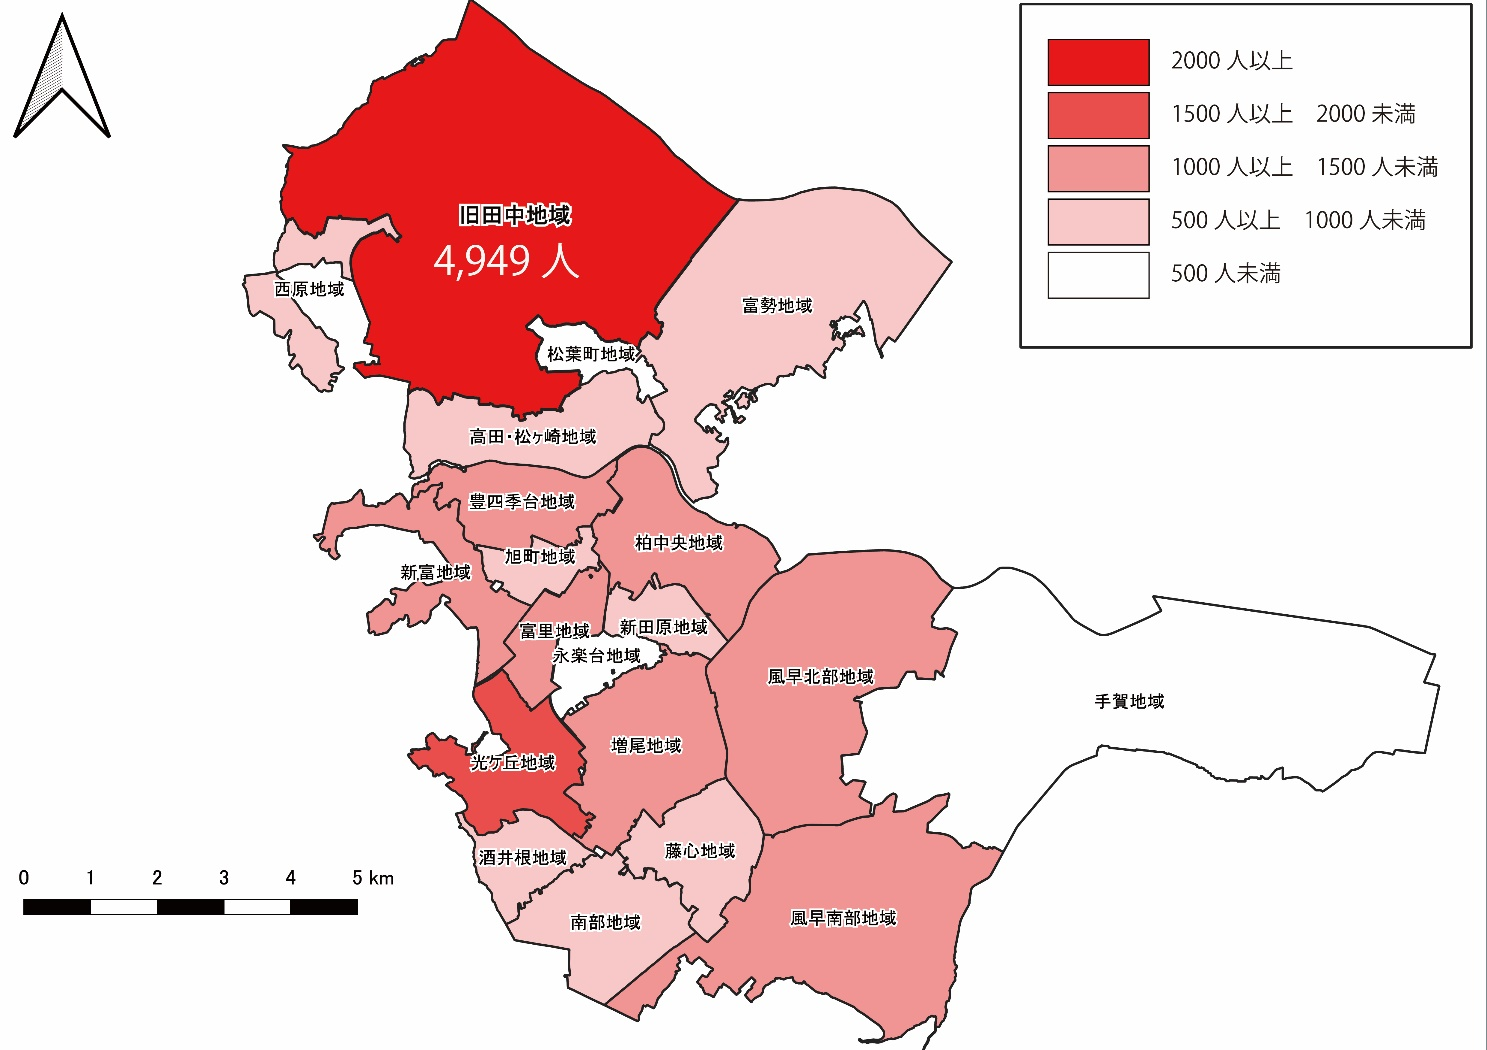 2000 人以上
1500 人以上　2000 未満
1000 人以上　1500 人未満
500 人以上　1000 人未満
500 人未満
旧田中地域
4,949 人
西原地域
富勢地域
松葉町地域
高田・松ヶ崎地域
豊四季台地域
柏中央地域
旭町地域
新富地域
富里地域
新田原地域
永楽台地域
風早北部地域
手賀地域
増尾地域
光ケ丘地域
酒井根地域
藤心地域
南部地域
風早南部地域
0 1 2 3 4 5 km